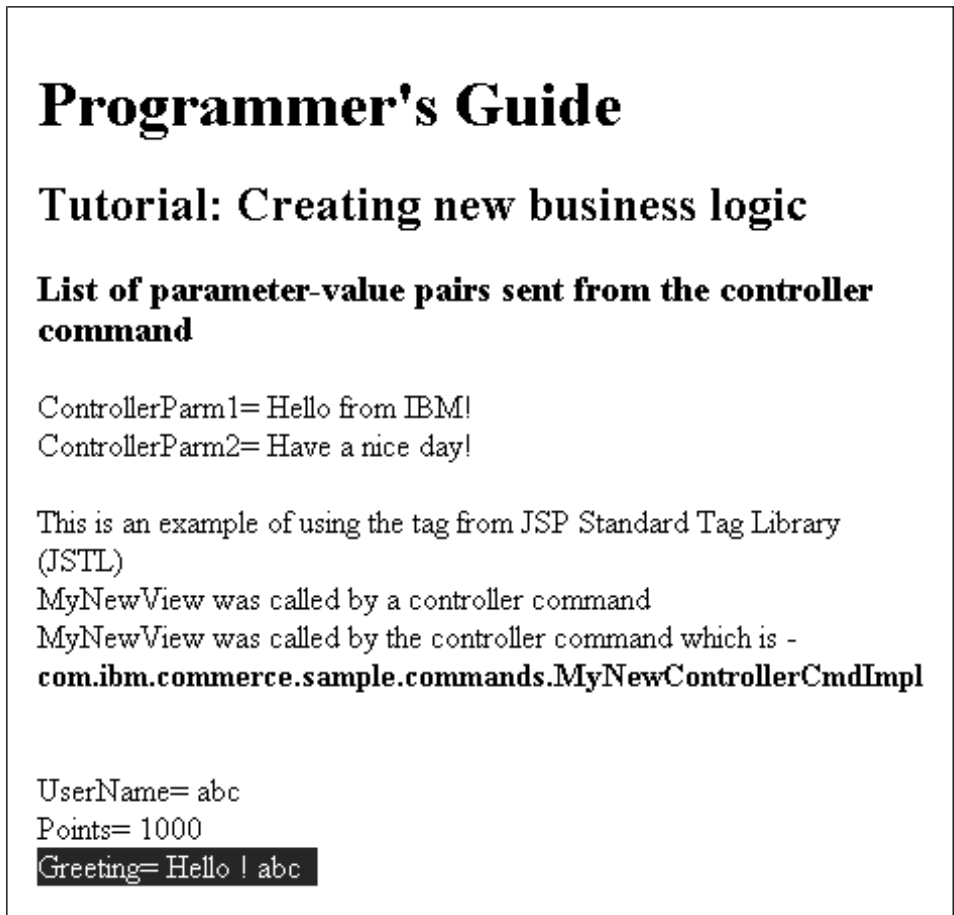 Programmer's Guide
Tutorial: Creating new business logic
List of parameter-value pairs sent from the controller
command
ControllerParm1= Hello from IBM!
ControllerParm2= Have a nice day!
This is an example of using the tag from JSP Standard Tag Library
(JSTL)
MyNewView was called by a controller command
MyNewView was called by the controller command which is -
com.ibm.commerce.sample.commands.MyNewControllerCmdImpl
UserName= abc
Points= 1000
Greeting= Hello ! abc